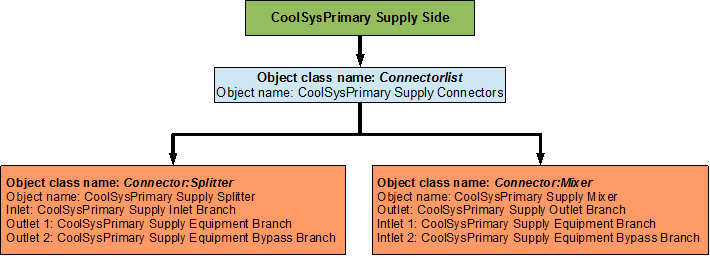 CoolSysPrimary Supply Side
Object class name: Connectorlist
Object name: CoolSysPrimary Supply Connectors
Object class name: Connector:Splitter
Object name: CoolSysPrimary Supply Splitter
Inlet: CoolSysPrimary Supply Inlet Branch
Outlet 1: CoolSysPrimary Supply Equipment Branch
Outlet 2: CoolSysPrimary Supply Equipment Bypass Branch
Object class name: Connector:Mixer
Object name: CoolSysPrimary Supply Mixer
Outlet: CoolSysPrimary Supply Outlet Branch
Intlet 1: CoolSysPrimary Supply Equipment Branch
Intlet 2: CoolSysPrimary Supply Equipment Bypass Branch